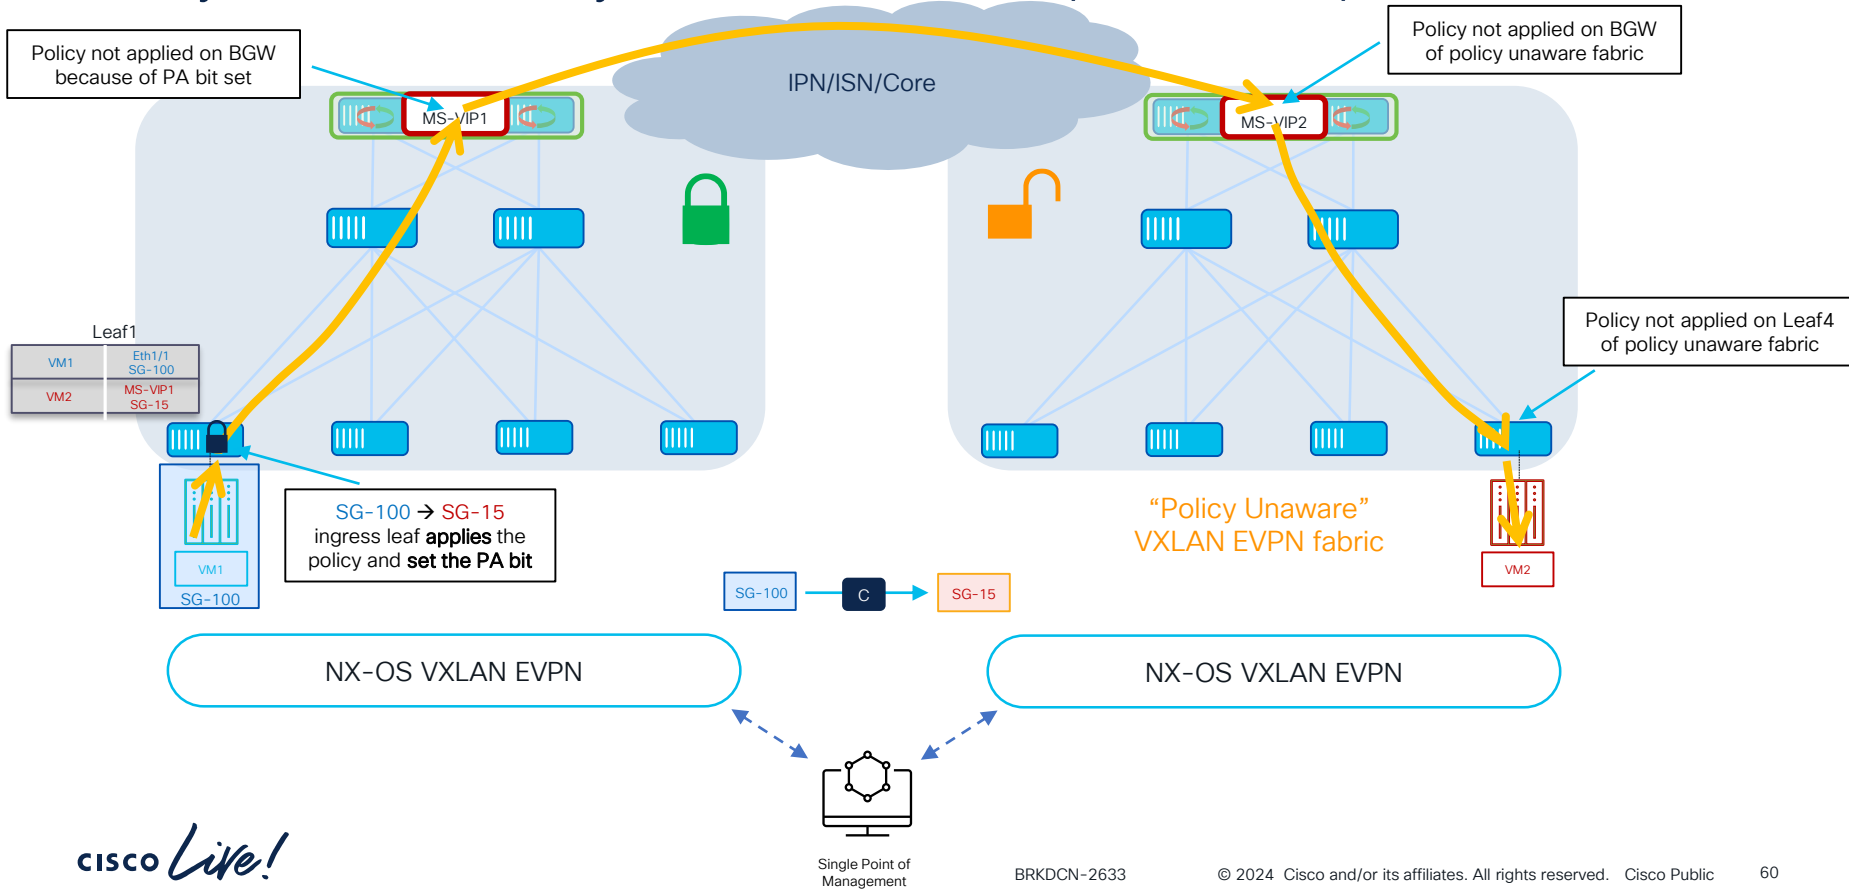 Policy not applied on BGW
because of PA bit set
IPN/ISN/Core
Policy not applied on BGW
of policy unaware fabric
MS-VIP1
MS-VIP2
Policy not applied on Leaf4
of policy unaware fabric
Leaf1
VM1
Eth1/1
SG-100
VM2
MS-VIP1
SG-15
SG-100 → SG-15
ingress leaf applies the
policy and set the PA bit
VM1
SG-100
"Policy Unaware"
VXLAN EVPN fabric
VM2
SG-100
C
SG-15
NX-OS VXLAN EVPN
NX-OS VXLAN EVPN
Single Point of
Management
CISCO Live!
BRKDCN-2633
© 2024 Cisco and/or its affiliates. All rights reserved. Cisco Public
60